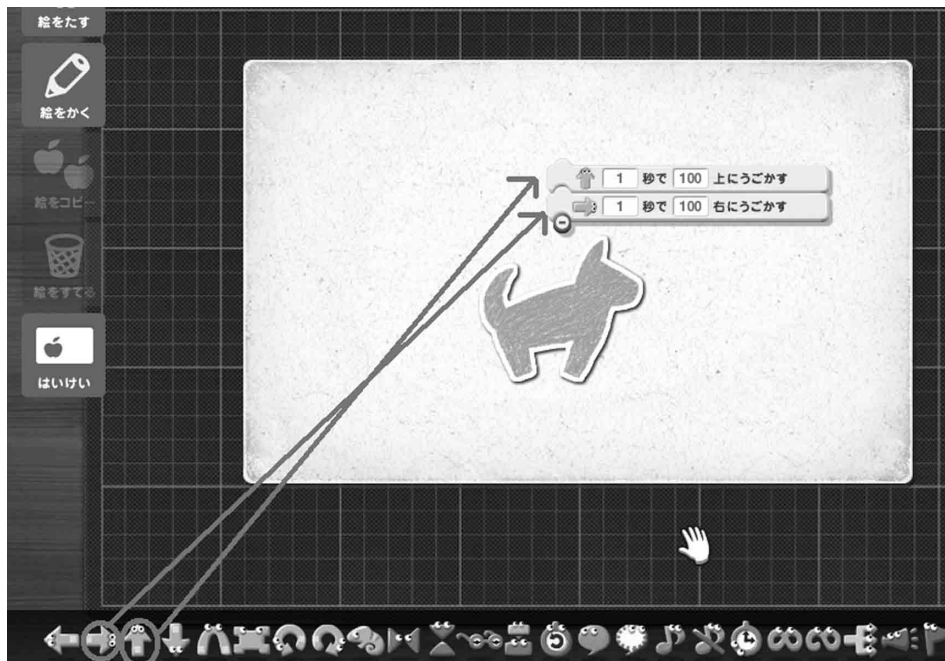 絵をたす
絵をかく
絵をコピー
絵をすてる
はいけい
1 秒で 100 上にうごかす
1 秒で 100 右にうごかす